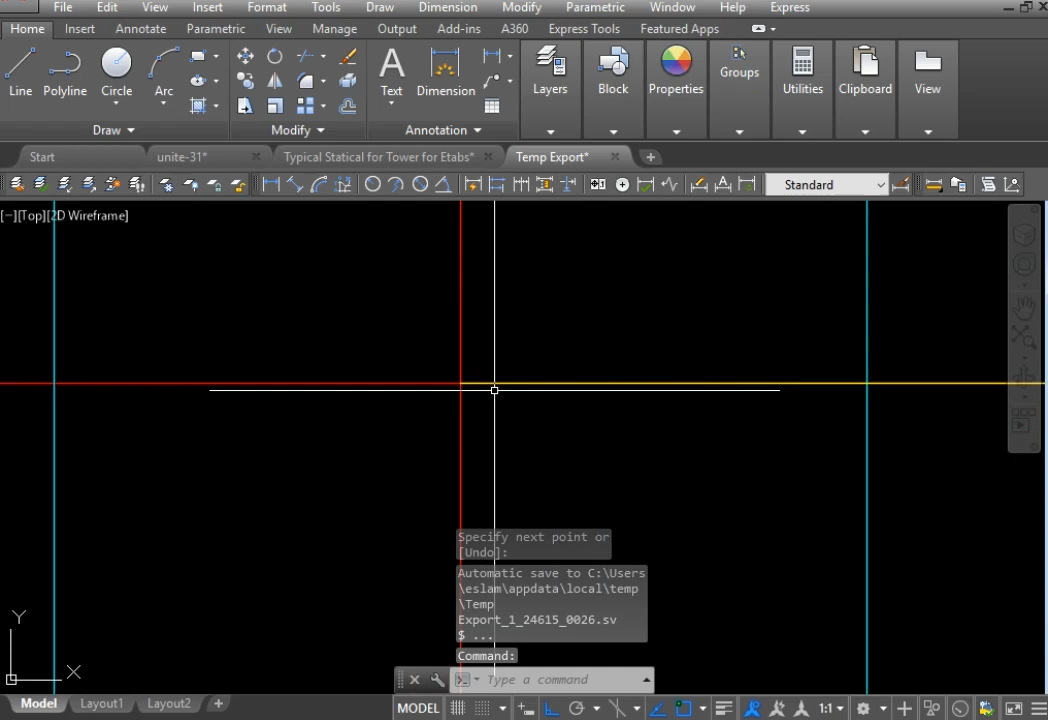 File Edit View Insert Format Tools Draw Dimension Modify Parametric Window Help Express
Home Insert Annotate Parametric View Manage Output Add-ins A360 Express Tools Featured Apps
Line Polyline Circle Arc
Text Dimension
Layers Block Properties Groups Utilities Clipboard View
Draw Modify Annotation
Start unite-31* Typical Statical for Tower for Etabs* Temp Export*
Standard
[−][Top][2D Wireframe]
Specify next point or
[Undo]:
Automatic save to C:\Users
\eslam\appdata\local\temp
\Temp
Export_1_24615_0026.sv
$ ...
Command:
Type a command
Y
X
Model Layout1 Layout2
MODEL 1:1